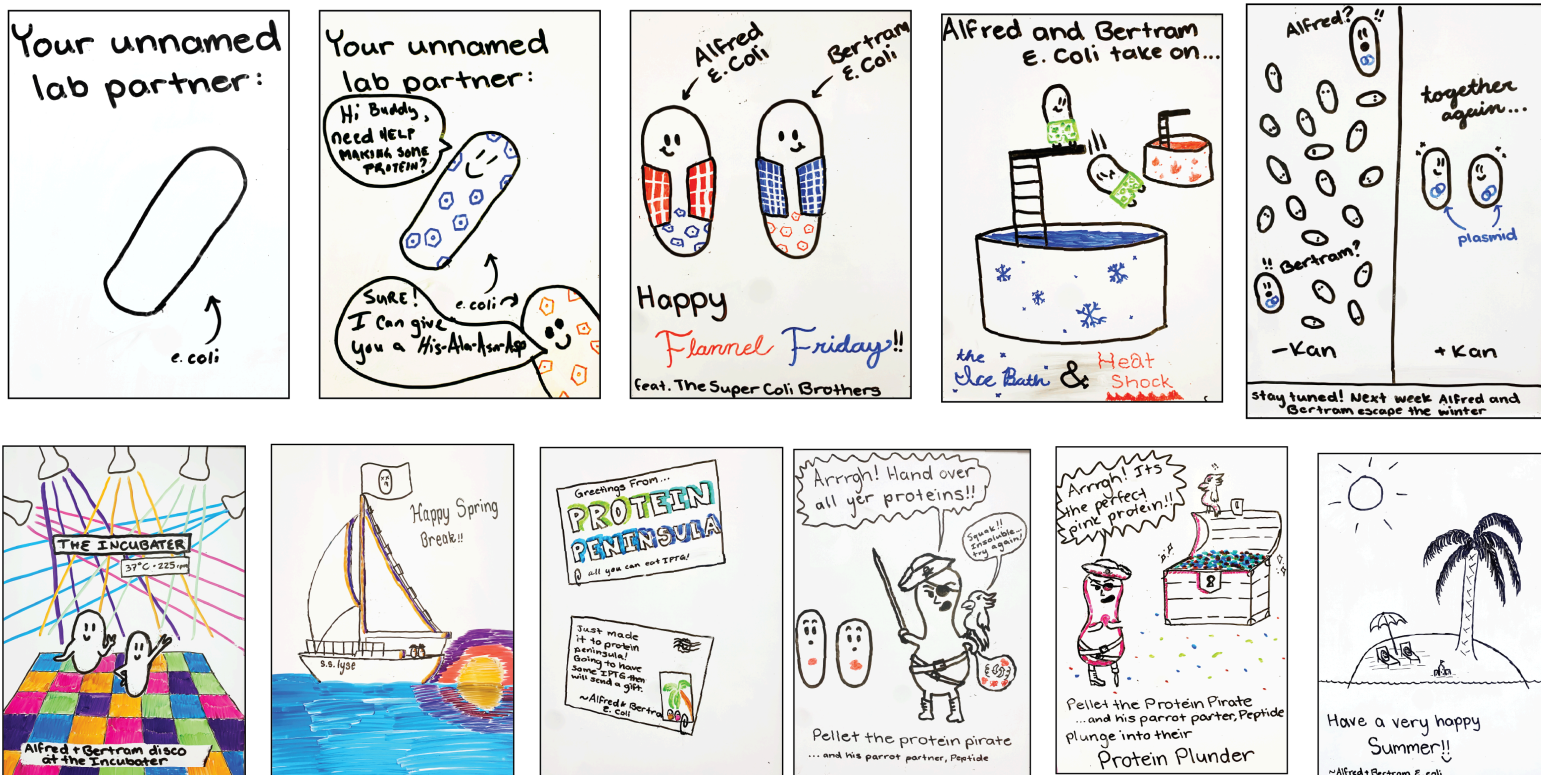 Your unnamed
lab partner:
e. coli
Your unnamed
lab partner:
Hi Buddy,
need HELP
MAKING SOME
PROTEIN?
e. coli
SURE!
I Can give
you a His-Ala-Asn-Asp
Alfred
E. Coli
Bertram
E. Coli
Happy
Flannel Friday!!
feat. The Super Coli Brothers
Alfred and Bertram
E. Coli take on...
the
Ice Bath & Heat
Shock
Alfred? !!
!! Bertram?
-Kan
together
again...
plasmid
+ Kan
stay tuned! Next week Alfred and
Bertram escape the winter
THE INCUBATER
37°C · 225 rpm
Alfred + Bertram disco
at the Incubater
Happy Spring
Break!!
s.s. lyse
Greetings From...
PROTEIN
PENINSULA
all you can eat IPTG!
Just made
it to protein
peninsula!
Going to have
some IPTG then
will send a gift.
~Alfred & Bertram
E. Coli
Arrrgh! Hand over
all yer proteins!!
Squak!!
Insoluble...
try again!
Pellet the protein pirate
... and his parrot partner, Peptide
Arrrgh! Its
the perfect
pink protein!!
!!
Pellet the Protein Pirate
...and his parrot parter, Peptide
plunge into their
Protein Plunder
Have a very happy
Summer!!
~Alfred + Bertram E. coli